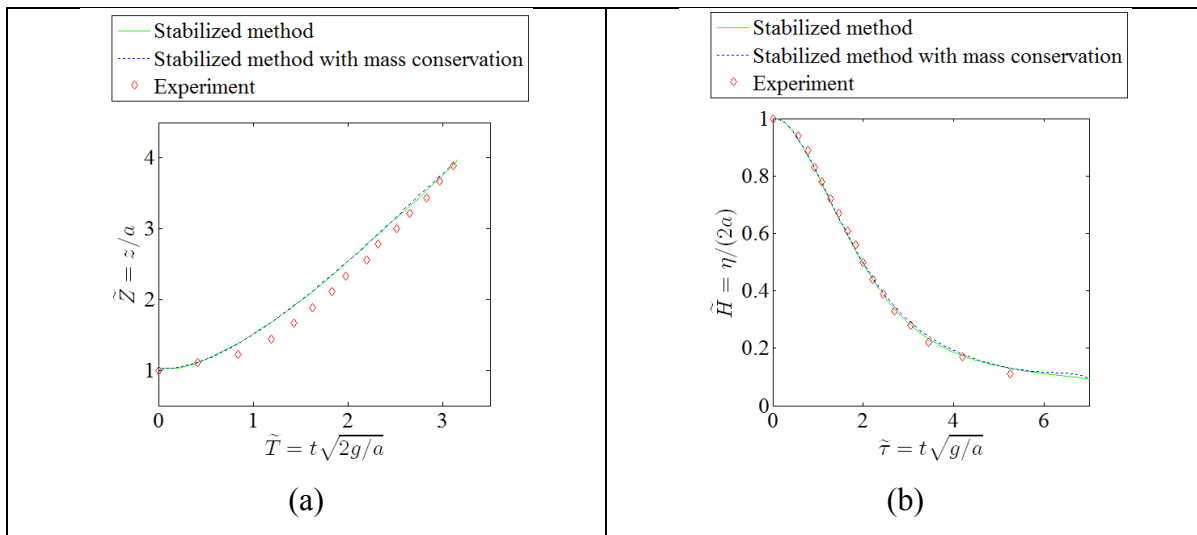 Stabilized method
Stabilized method with mass conservation
Experiment
4
3
2
1
0 1 2 3
Z̃ = z/a
T̃ = t√2g/a
(a)
Stabilized method
Stabilized method with mass conservation
Experiment
1
0.8
0.6
0.4
0.2
0
0 2 4 6
H̃ = η/(2a)
τ̃ = t√g/a
(b)